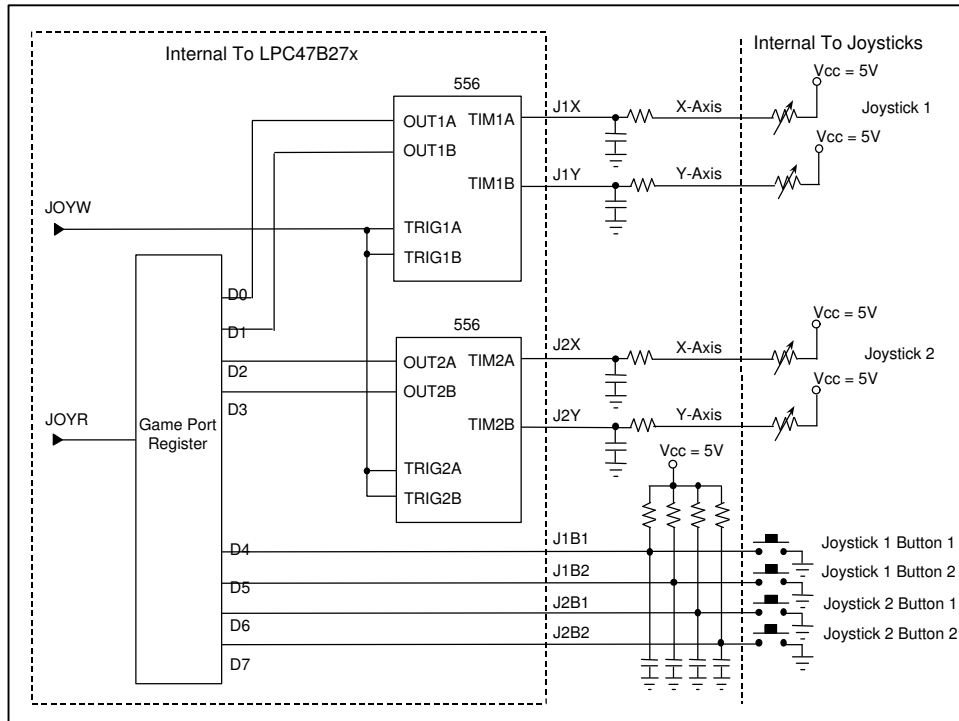 Internal To LPC47B27x
Internal To Joysticks
Vcc = 5V
556
J1X
X-Axis
Joystick 1
OUT1A
TIM1A
OUT1B
Vcc = 5V
TIM1B
J1Y
Y-Axis
JOYW
TRIG1A
TRIG1B
D0
D1
556
Vcc = 5V
J2X
X-Axis
Joystick 2
OUT2A
TIM2A
D2
OUT2B
Vcc = 5V
D3
JOYR
Game Port
Register
TIM2B
J2Y
Y-Axis
Vcc = 5V
TRIG2A
TRIG2B
D4
J1B1
Joystick 1 Button 1
D5
J1B2
Joystick 1 Button 2
D6
J2B1
Joystick 2 Button 1
D7
J2B2
Joystick 2 Button 2